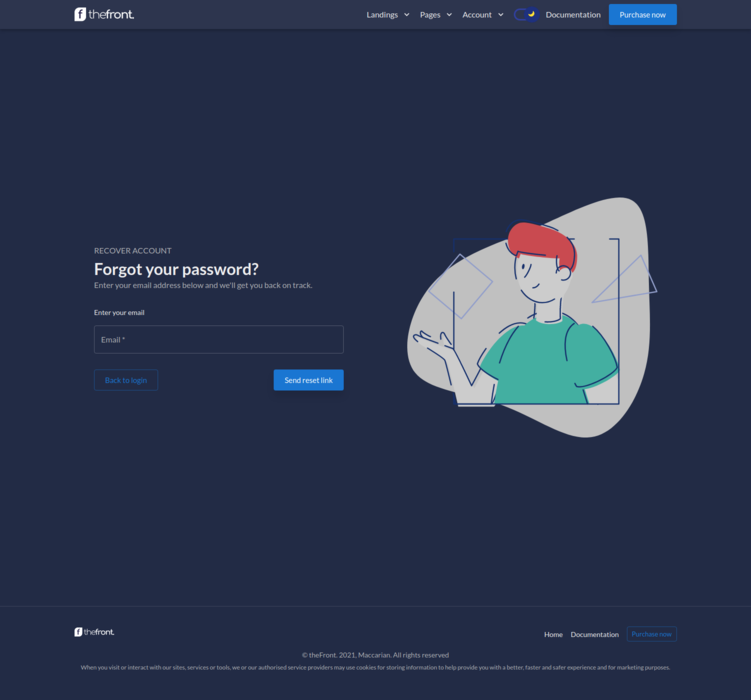 thefront.
Landings Pages Account Documentation Purchase now
RECOVER ACCOUNT
Forgot your password?
Enter your email address below and we'll get you back on track.
Enter your email
Email *
Back to login Send reset link
thefront.
Home Documentation Purchase now
© theFront. 2021, Maccarian. All rights reserved
When you visit or interact with our sites, services or tools, we or our authorised service providers may use cookies for storing information to help provide you with a better, faster and safer experience and for marketing purposes.